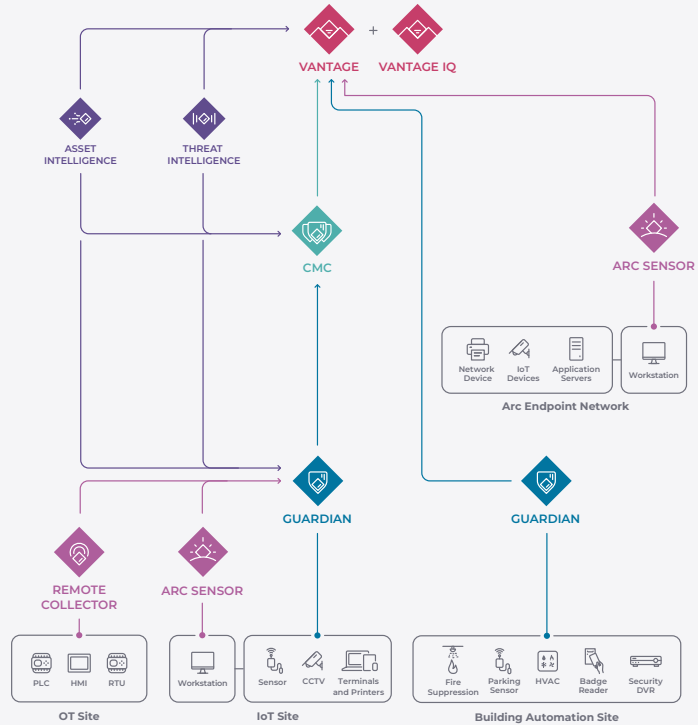 +
VANTAGE
VANTAGE IQ
ASSET
INTELLIGENCE
THREAT
INTELLIGENCE
CMC
ARC SENSOR
Network
Device
IoT
Devices
Application
Servers
Workstation
Arc Endpoint Network
GUARDIAN
GUARDIAN
REMOTE
COLLECTOR
ARC SENSOR
PLC
HMI
RTU
OT Site
Workstation
Sensor
CCTV
Terminals
and Printers
IoT Site
Fire
Suppression
Parking
Sensor
HVAC
Badge
Reader
Security
DVR
Building Automation Site